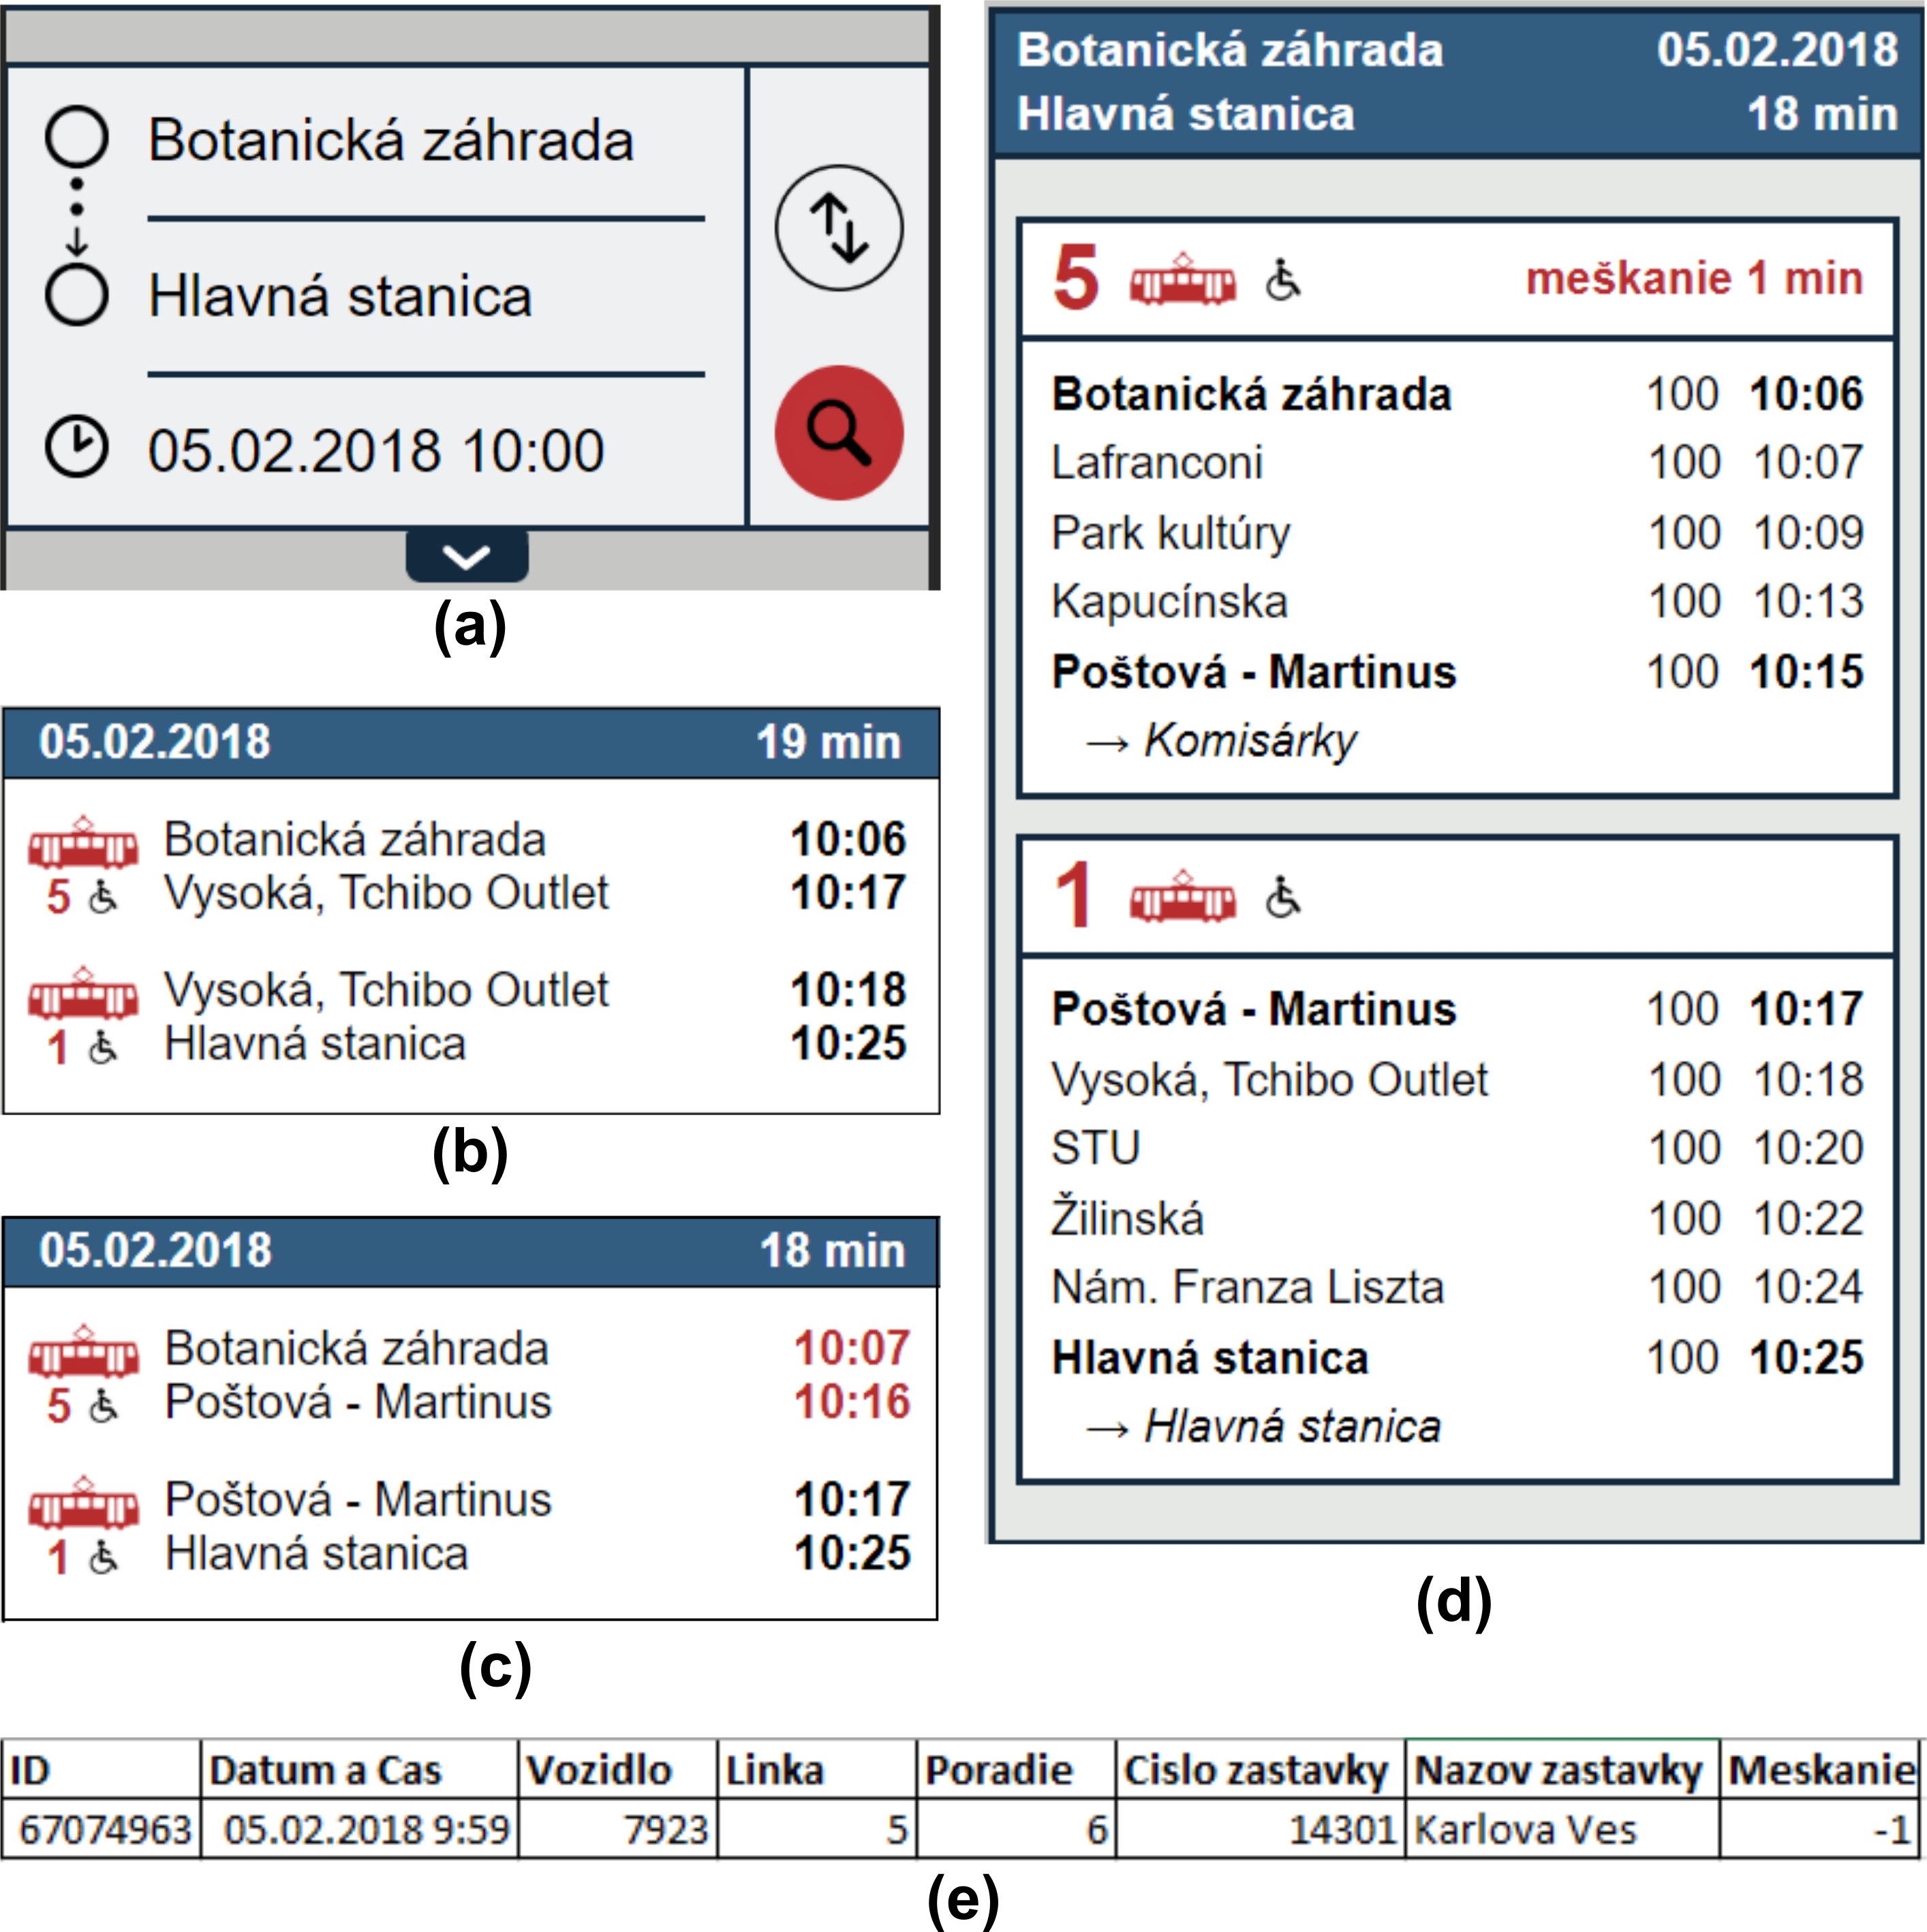 Botanická záhrada
Hlavná stanica
05.02.2018 10:00
(a)
05.02.2018 19 min
Botanická záhrada 10:06
5 Vysoká, Tchibo Outlet 10:17
Vysoká, Tchibo Outlet 10:18
1 Hlavná stanica 10:25
(b)
05.02.2018 18 min
Botanická záhrada 10:07
5 Poštová - Martinus 10:16
Poštová - Martinus 10:17
1 Hlavná stanica 10:25
(c)
Botanická záhrada 05.02.2018
Hlavná stanica 18 min
5 meškanie 1 min
Botanická záhrada 100 10:06
Lafranconi 100 10:07
Park kultúry 100 10:09
Kapucínska 100 10:13
Poštová - Martinus 100 10:15
→ Komisárky
1
Poštová - Martinus 100 10:17
Vysoká, Tchibo Outlet 100 10:18
STU 100 10:20
Žilinská 100 10:22
Nám. Franza Liszta 100 10:24
Hlavná stanica 100 10:25
→ Hlavná stanica
(d)
ID Datum a Cas Vozidlo Linka Poradie Cislo zastavky Nazov zastavky Meskanie
67074963 05.02.2018 9:59 7923 5 6 14301 Karlova Ves -1
(e)